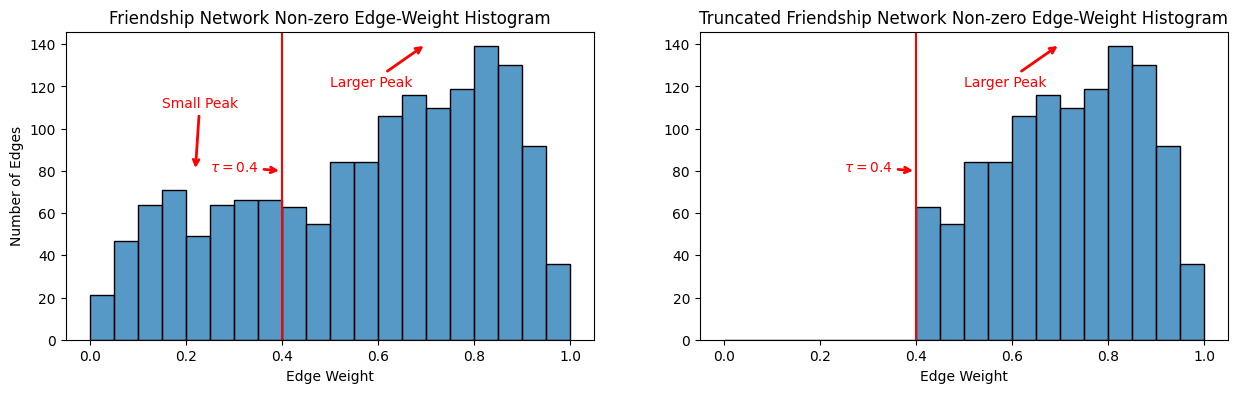 Friendship Network Non-zero Edge-Weight Histogram
140
120
100
80
60
40
20
0
Number of Edges
Larger Peak
Small Peak
τ = 0.4
0.0 0.2 0.4 0.6 0.8 1.0
Edge Weight
Truncated Friendship Network Non-zero Edge-Weight Histogram
140
120
100
80
60
40
20
0
Larger Peak
τ = 0.4
0.0 0.2 0.4 0.6 0.8 1.0
Edge Weight